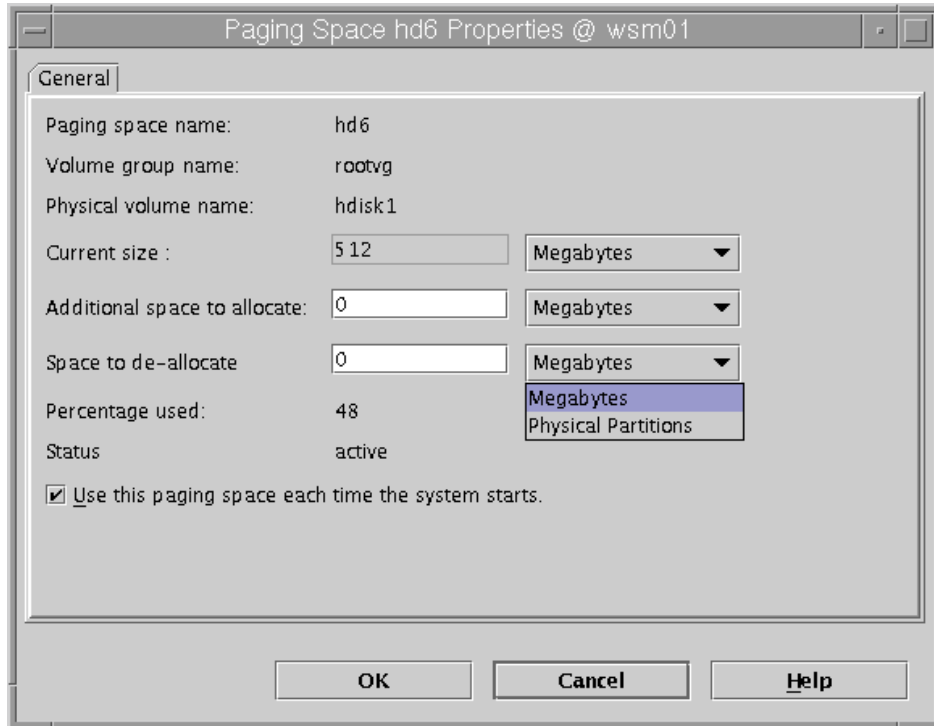 Paging Space hd6 Properties @ wsm01
General
Paging space name: hd6
Volume group name: rootvg
Physical volume name: hdisk1
Current size : 512 Megabytes
Additional space to allocate: 0 Megabytes
Space to de-allocate 0 Megabytes
Megabytes
Percentage used: 48
Physical Partitions
Status active
Use this paging space each time the system starts.
OK Cancel Help